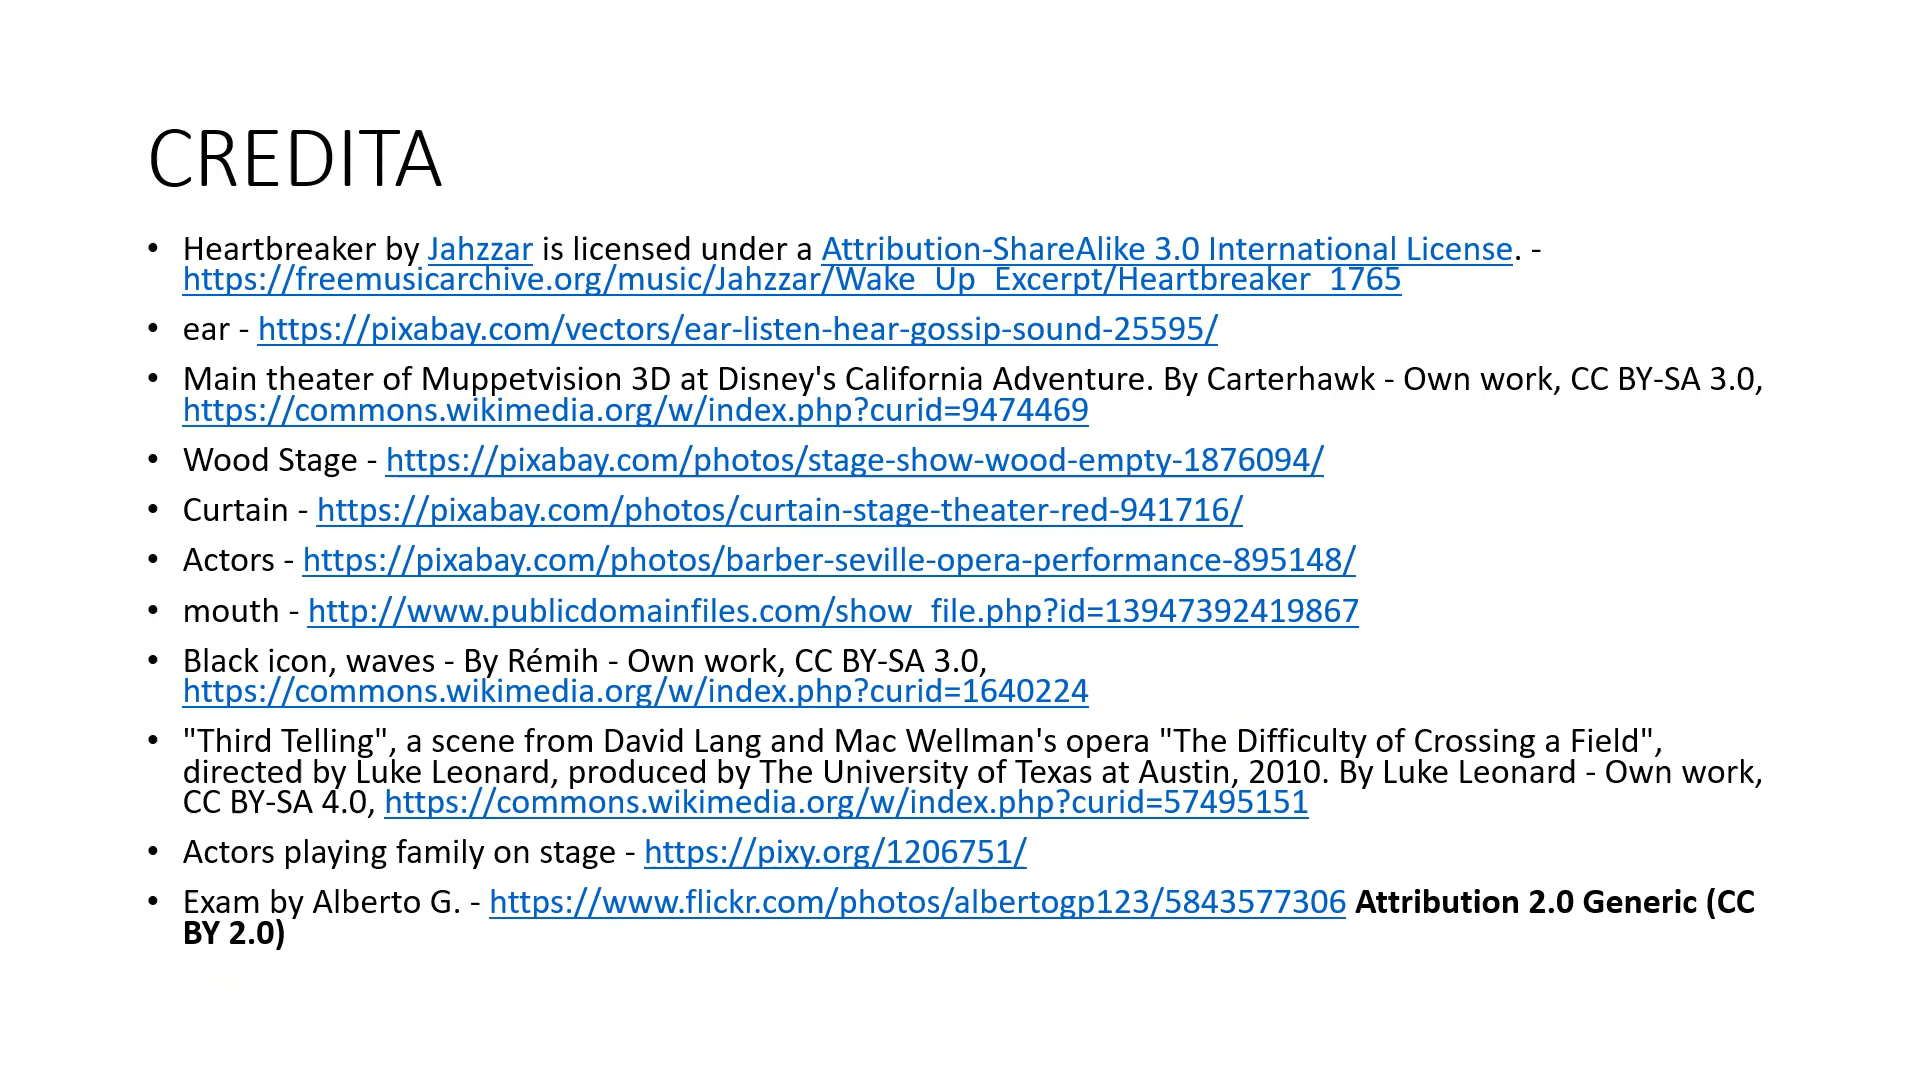 CREDITA
• Heartbreaker by Jahzzar is licensed under a Attribution-ShareAlike 3.0 International License. -
https://freemusicarchive.org/music/Jahzzar/Wake_Up_Excerpt/Heartbreaker_1765
• ear - https://pixabay.com/vectors/ear-listen-hear-gossip-sound-25595/
• Main theater of Muppetvision 3D at Disney's California Adventure. By Carterhawk - Own work, CC BY-SA 3.0,
https://commons.wikimedia.org/w/index.php?curid=9474469
• Wood Stage - https://pixabay.com/photos/stage-show-wood-empty-1876094/
• Curtain - https://pixabay.com/photos/curtain-stage-theater-red-941716/
• Actors - https://pixabay.com/photos/barber-seville-opera-performance-895148/
• mouth - http://www.publicdomainfiles.com/show_file.php?id=13947392419867
• Black icon, waves - By Rémih - Own work, CC BY-SA 3.0,
https://commons.wikimedia.org/w/index.php?curid=1640224
• "Third Telling", a scene from David Lang and Mac Wellman's opera "The Difficulty of Crossing a Field",
directed by Luke Leonard, produced by The University of Texas at Austin, 2010. By Luke Leonard - Own work,
CC BY-SA 4.0, https://commons.wikimedia.org/w/index.php?curid=57495151
• Actors playing family on stage - https://pixy.org/1206751/
• Exam by Alberto G. - https://www.flickr.com/photos/albertogp123/5843577306 Attribution 2.0 Generic (CC
BY 2.0)